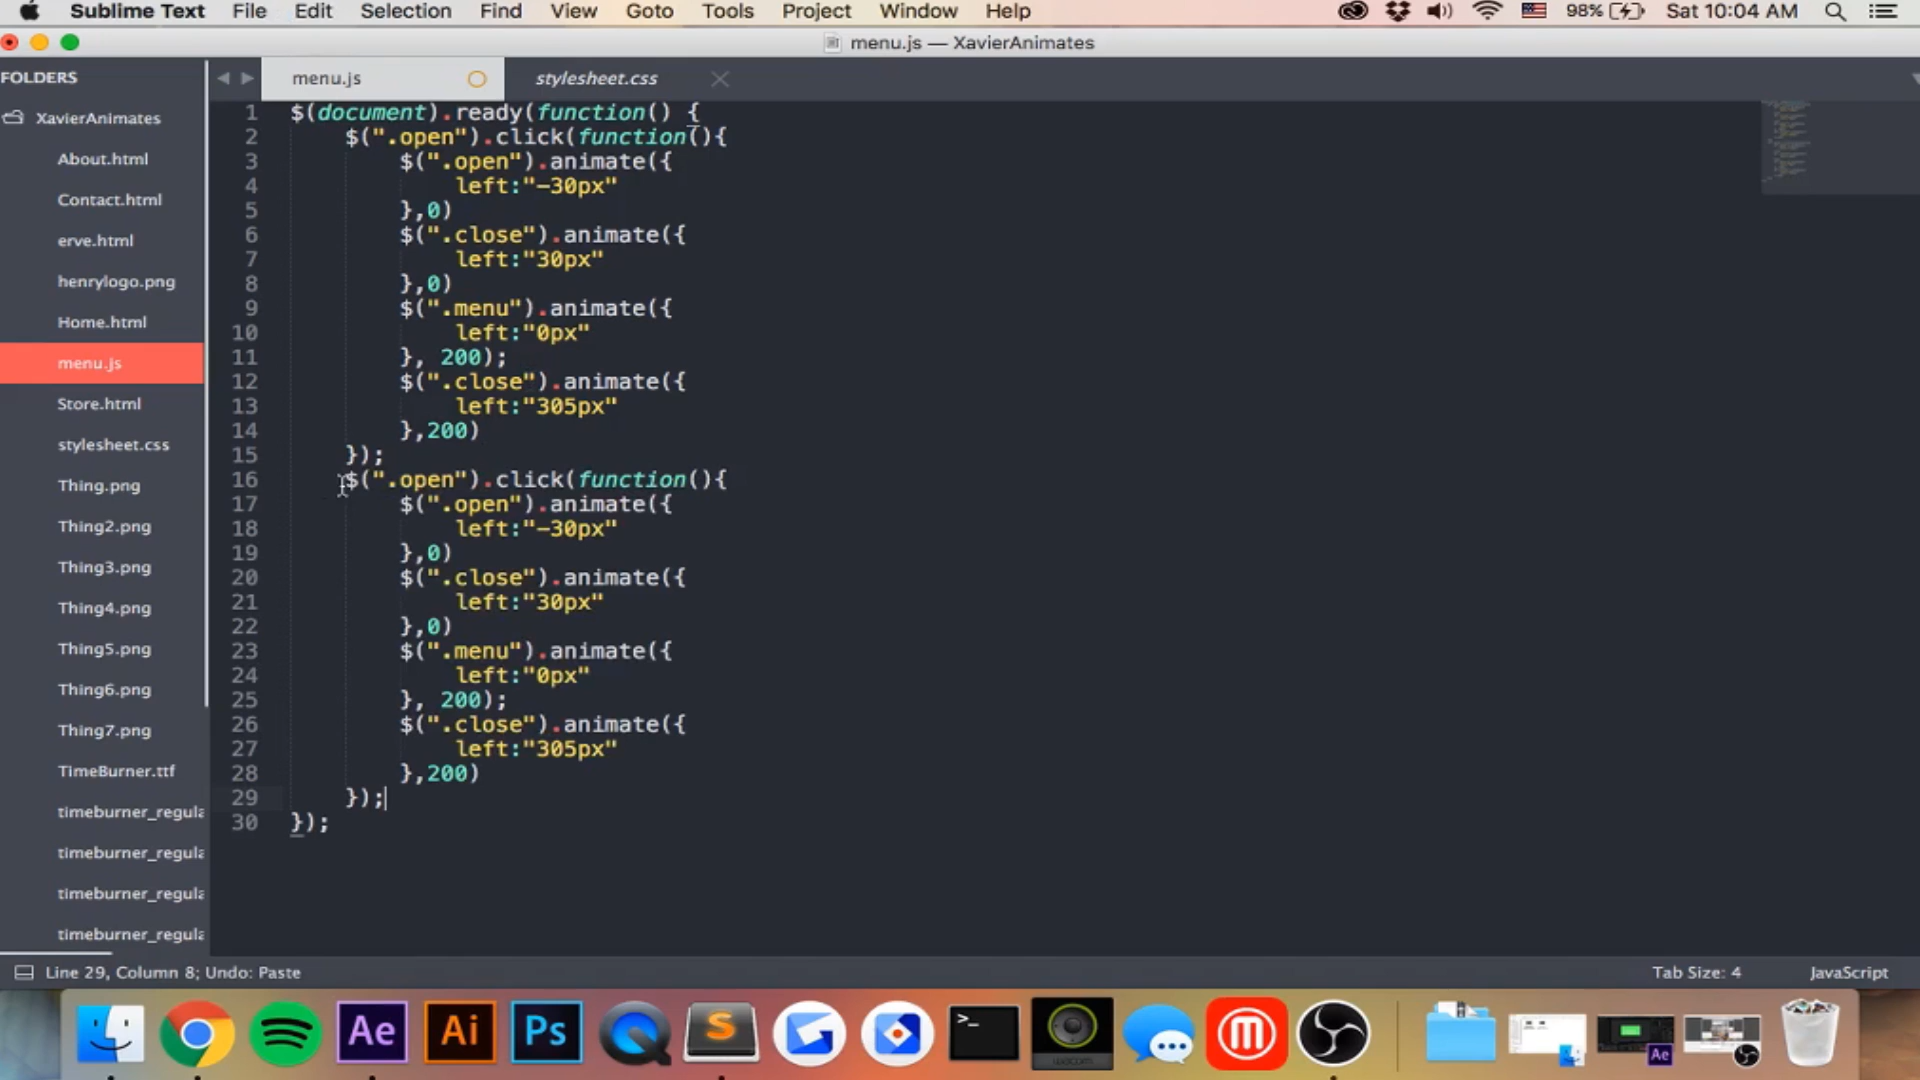 Sublime Text File Edit Selection Find View Goto Tools Project Window Help 98% Sat 10:04 AM
menu.js — XavierAnimates
FOLDERS
XavierAnimates
About.html
Contact.html
erve.html
henrylogo.png
Home.html
menu.js
Store.html
stylesheet.css
Thing.png
Thing2.png
Thing3.png
Thing4.png
Thing5.png
Thing6.png
Thing7.png
TimeBurner.ttf
timeburner_regula
timeburner_regula
timeburner_regula
timeburner_regula
menu.js stylesheet.css
1 $(document).ready(function() {
2 $(".open").click(function(){
3 $(".open").animate({
4 left:"-30px"
5 },0)
6 $(".close").animate({
7 left:"30px"
8 },0)
9 $(".menu").animate({
10 left:"0px"
11 }, 200);
12 $(".close").animate({
13 left:"305px"
14 },200)
15 });
16 $(".open").click(function(){
17 $(".open").animate({
18 left:"-30px"
19 },0)
20 $(".close").animate({
21 left:"30px"
22 },0)
23 $(".menu").animate({
24 left:"0px"
25 }, 200);
26 $(".close").animate({
27 left:"305px"
28 },200)
29 });
30 });
Line 29, Column 8; Undo: Paste Tab Size: 4 JavaScript
Ae Ai Ps S >_ wacom M Ae